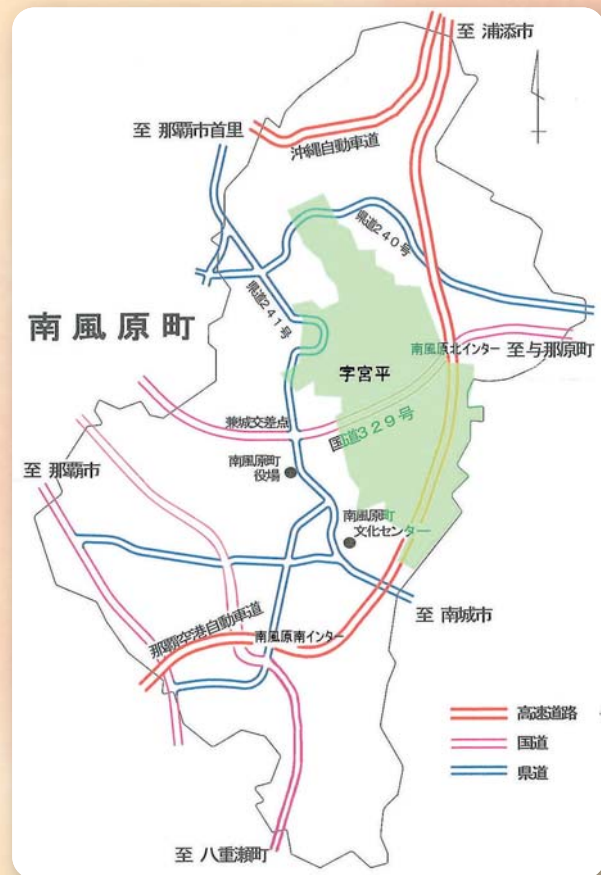 至 浦添市
至 那覇市首里
沖縄自動車道
県道240号
県道241号
南風原町
南風原北インター
至与那原町
字宮平
兼城交差点
国道329号
至 那覇市
南風原町
役場
南風原町
文化センター
至 南城市
那覇空港自動車道
南風原南インター
高速道路
国道
県道
至 八重瀬町